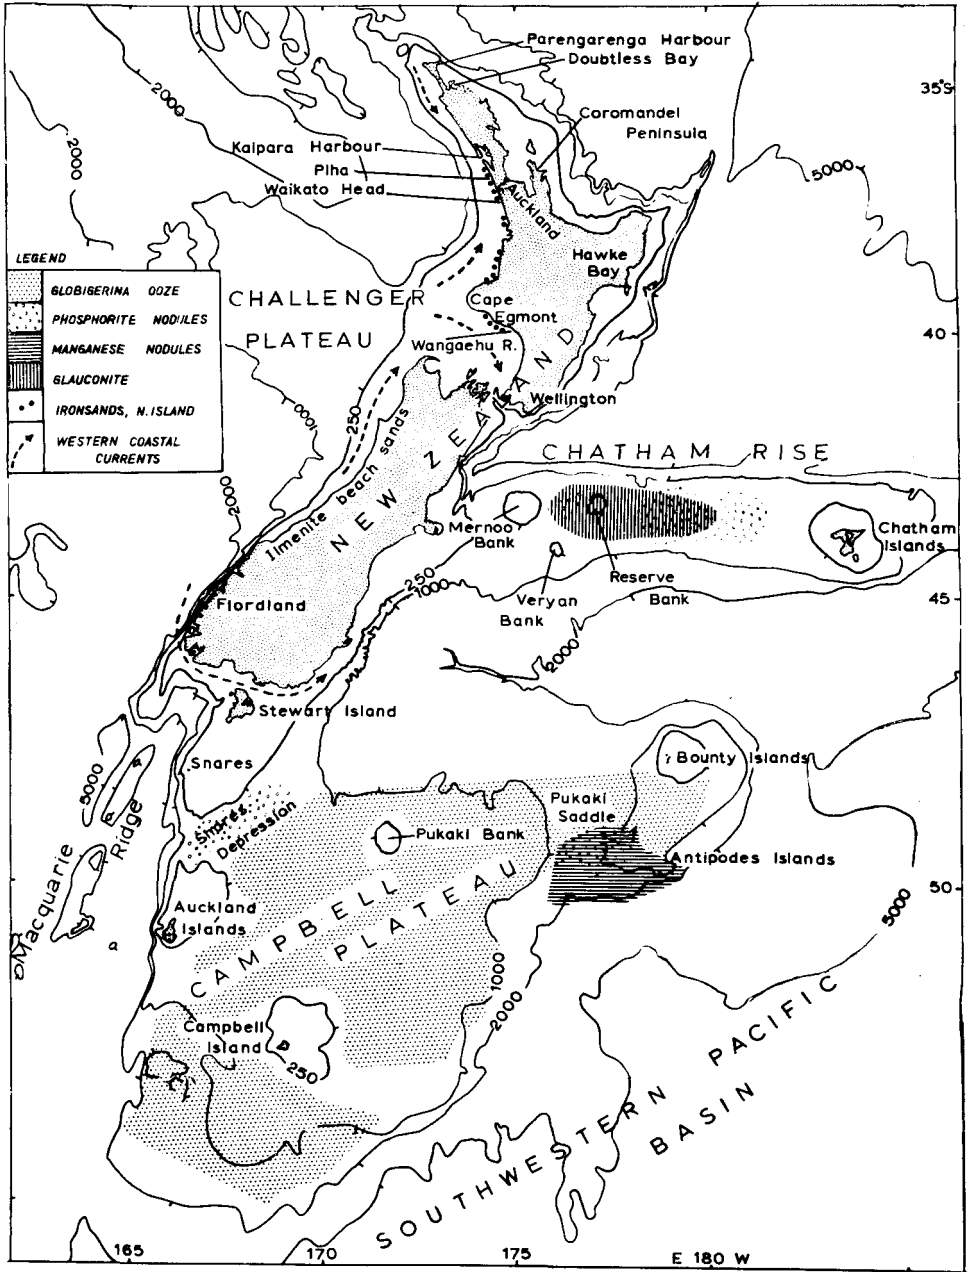 Parengarenga Harbour
Doubtless Bay
35°S
Coromandel
Peninsula
2000
2000
5000
Kaipara Harbour
Piha
Waikato Head
Auckland
Hawke
Bay
LEGEND
GLOBIGERINA OOZE
PHOSPHORITE NODULES
MANGANESE NODULES
GLAUCONITE
IRONSANDS, N. ISLAND
WESTERN COASTAL
CURRENTS
CHALLENGER
PLATEAU
Cape
Egmont
Wangaehu R.
40
1000
250
Wellington
NEW ZEALAND
Ilmenite beach sands
CHATHAM RISE
2000
Mernoo
Bank
Chatham
Islands
250
1000
Reserve
Bank
Veryan
Bank
45
Fiordland
2000
Stewart Island
Snares
5000
Bounty Islands
Macquarie
Ridge
Snares
Depression
Pukaki
Saddle
Pukaki Bank
Antipodes Islands
50
5000
Auckland
Islands
CAMPBELL
PLATEAU
1000
2000
Campbell
Island
250
SOUTHWESTERN PACIFIC
BASIN
165
170
175
E 180 W